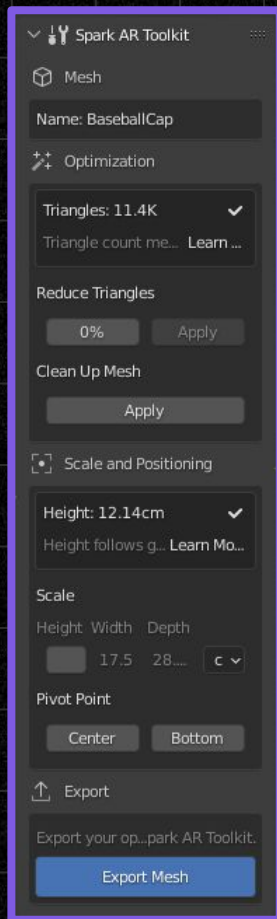 Spark AR Toolkit
Mesh
Name: BaseballCap
Optimization
Triangles: 11.4K
Triangle count me... Learn ...
Reduce Triangles
0% Apply
Clean Up Mesh
Apply
Scale and Positioning
Height: 12.14cm
Height follows g... Learn Mo...
Scale
Height Width Depth
17.5 28.... c
Pivot Point
Center Bottom
Export
Export your op...park AR Toolkit.
Export Mesh